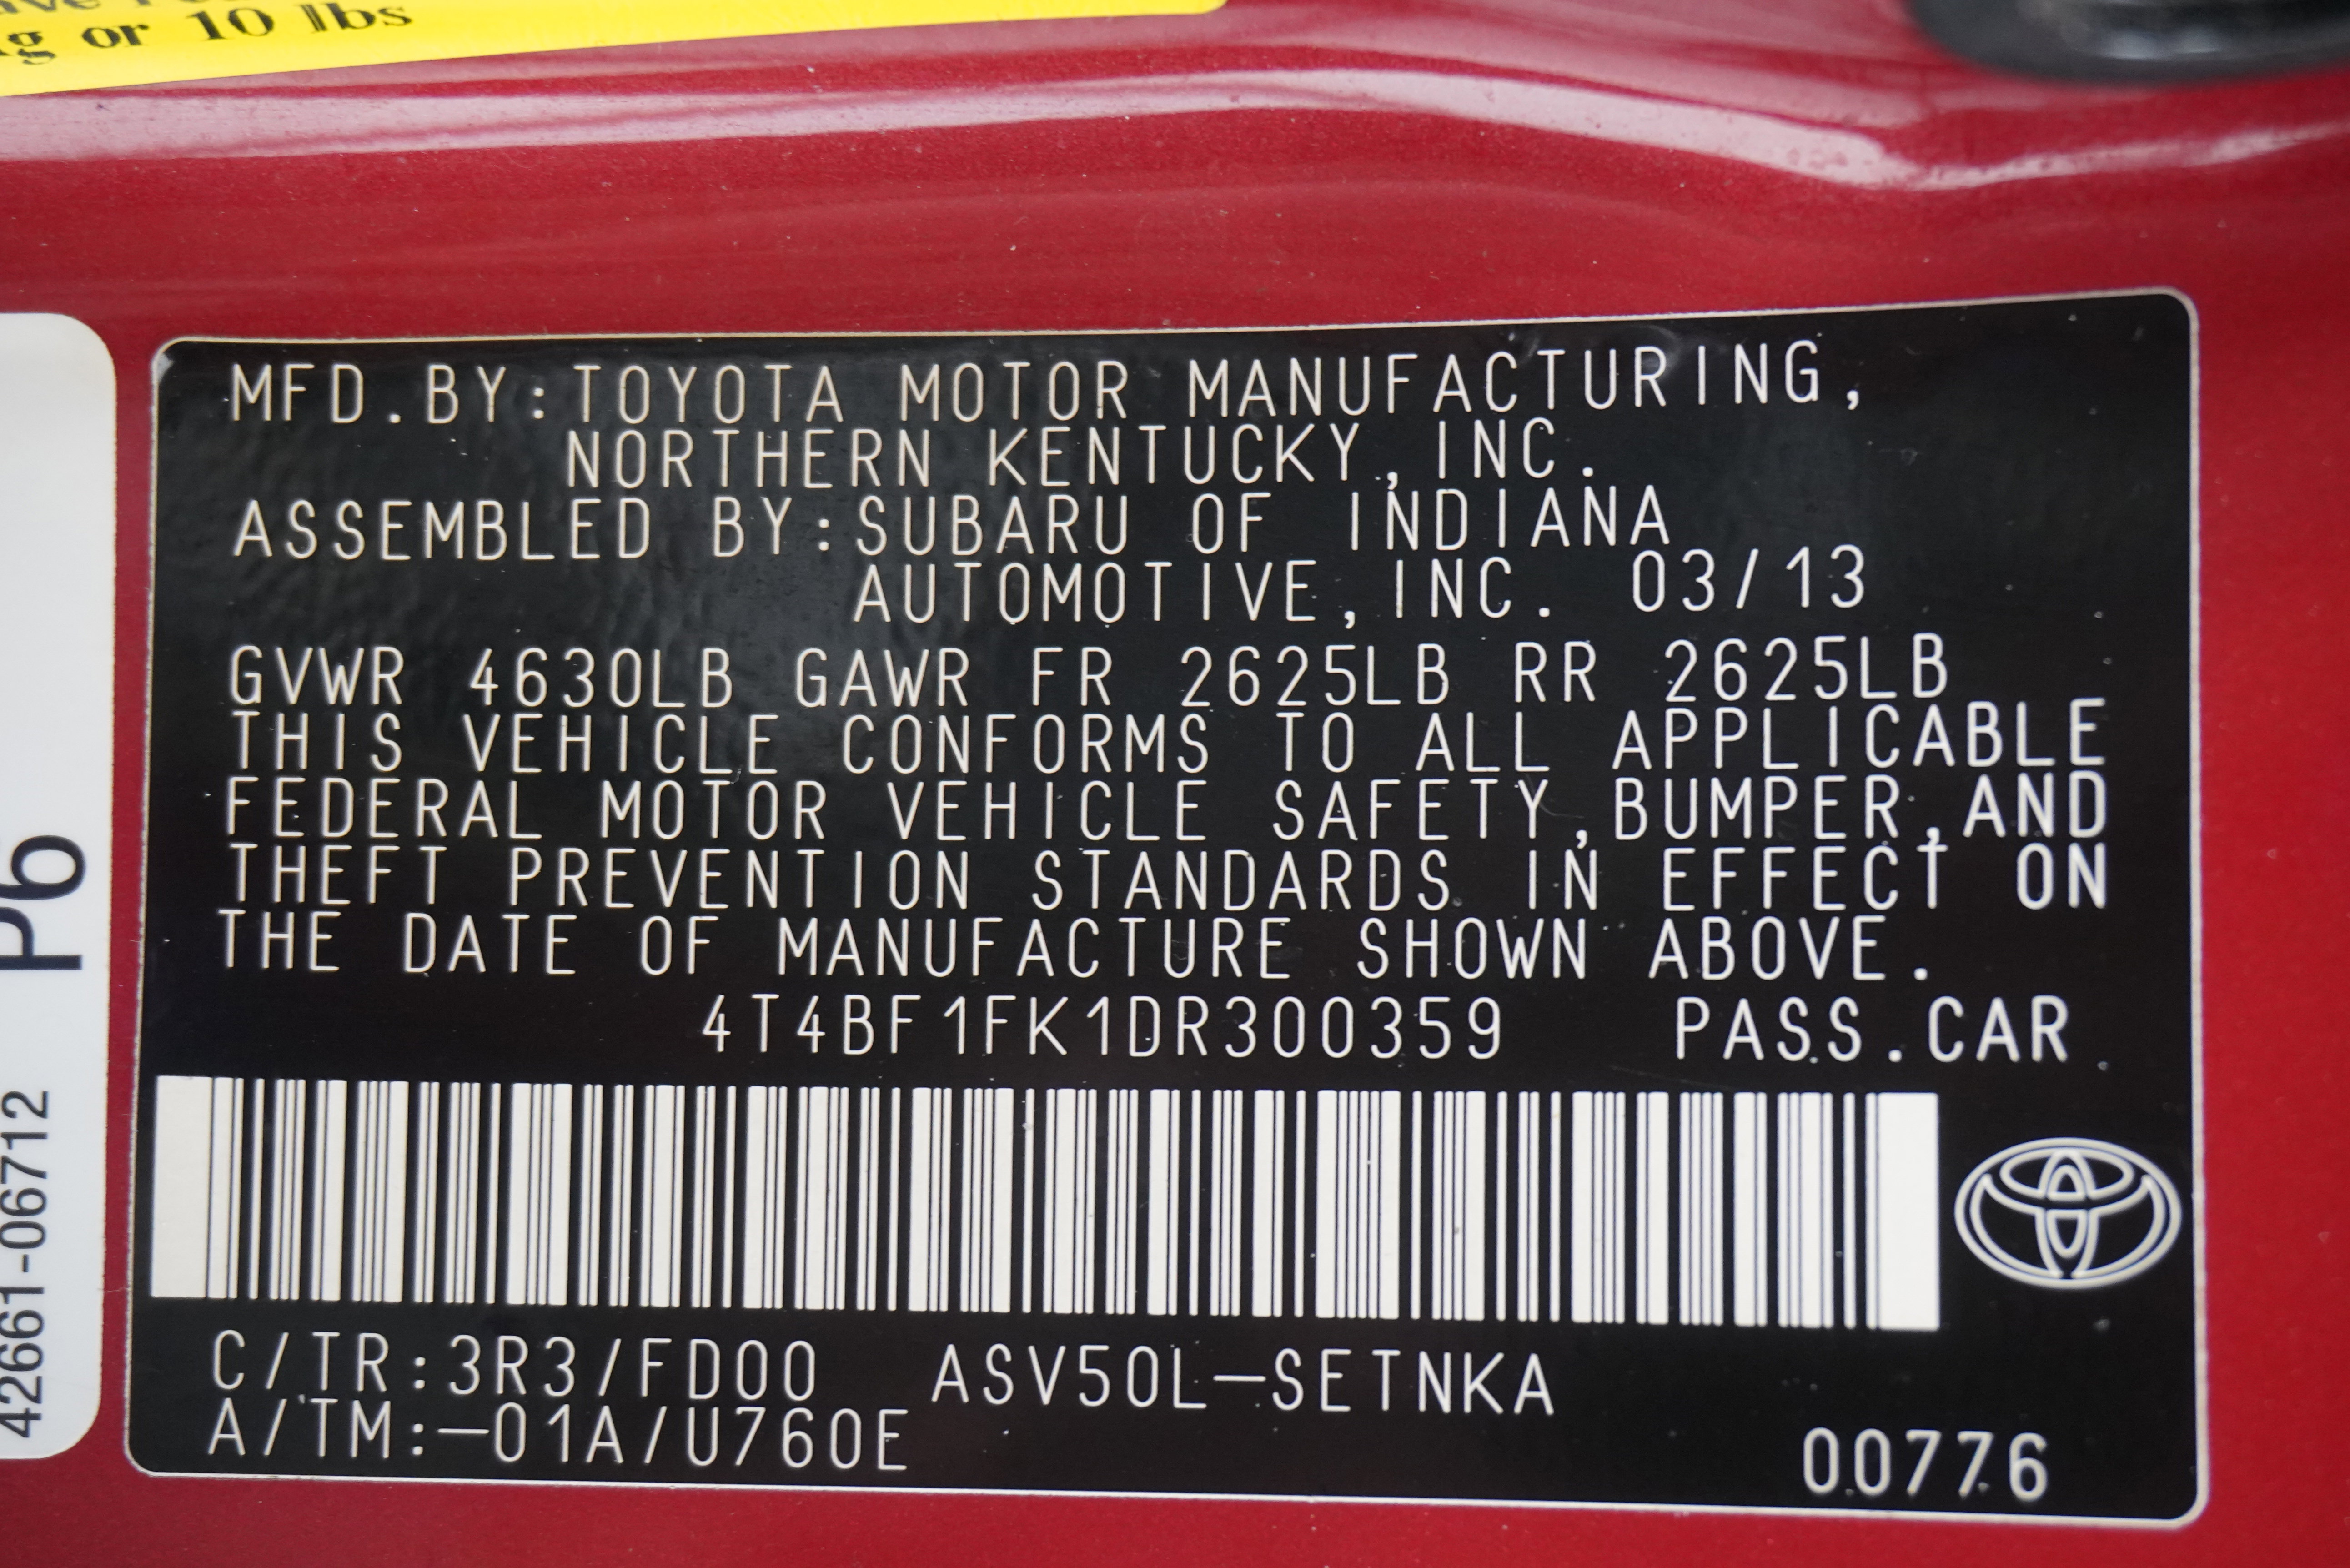 or 10 lbs
MFD.BY:TOYOTA MOTOR MANUFACTURING,
NORTHERN KENTUCKY,INC.
ASSEMBLED BY:SUBARU OF INDIANA
AUTOMOTIVE,INC. 03/13
GVWR 4630LB GAWR FR 2625LB RR 2625LB
THIS VEHICLE CONFORMS TO ALL APPLICABLE
FEDERAL MOTOR VEHICLE SAFETY,BUMPER,AND
THEFT PREVENTION STANDARDS IN EFFECT ON
THE DATE OF MANUFACTURE SHOWN ABOVE.
4T4BF1FK1DR300359 PASS.CAR
C/TR:3R3/FD00 ASV50L-SETNKA
A/TM:-01A/U760E
00776
42661-06712 P6